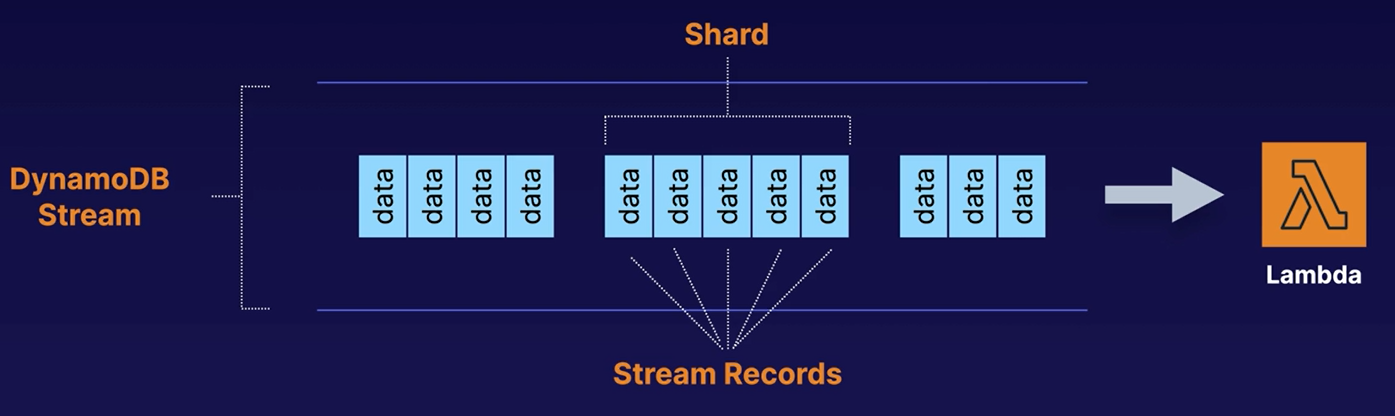 Shard
DynamoDB
Stream
data data data data data data data data data data data data
Lambda
Stream Records